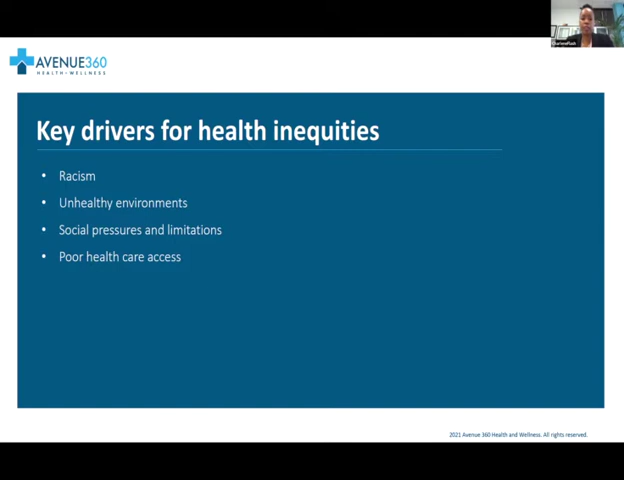 AVENUE360
HEALTH + WELLNESS
Key drivers for health inequities
• Racism
• Unhealthy environments
• Social pressures and limitations
• Poor health care access
2021 Avenue 360 Health and Wellness. All rights reserved.